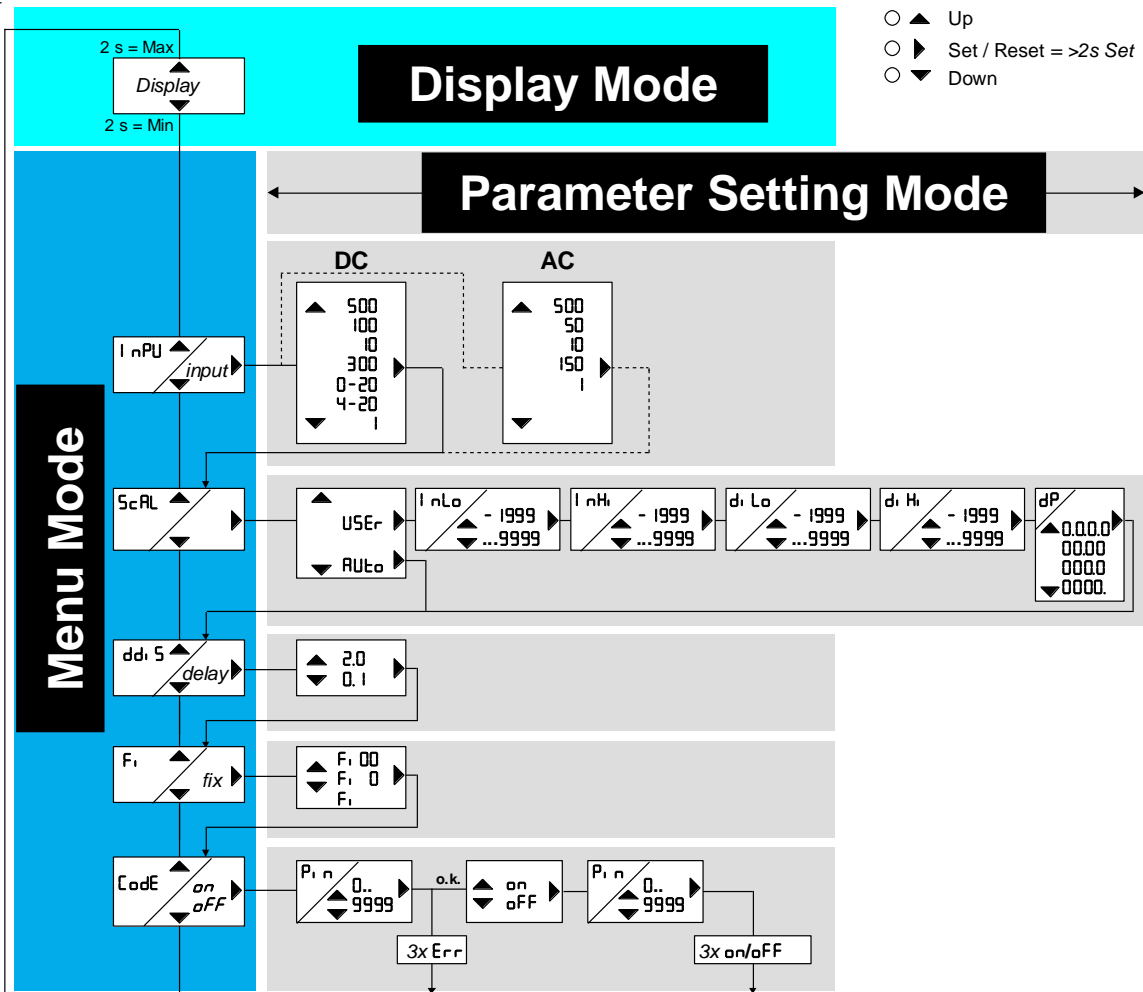 Up
Set / Reset = >2s Set
Down
2 s = Max
Display
2 s = Min
Display Mode
Parameter Setting Mode
Menu Mode
DC
AC
InPU
input
500
100
10
300
0-20
4-20
1
500
50
10
150
1
ScAL
USEr
AUto
InLo
-1999
...9999
InHi
-1999
...9999
di Lo
-1999
...9999
di Hi
-1999
...9999
dP
0.0.0.0
00.00
000.0
0000.
ddiS
delay
2.0
0.1
Fi
fix
Fi 00
Fi 0
Fi
CodE
on
oFF
Pin
0..
9999
o.k.
on
oFF
Pin
0..
9999
3x Err
3x on/oFF